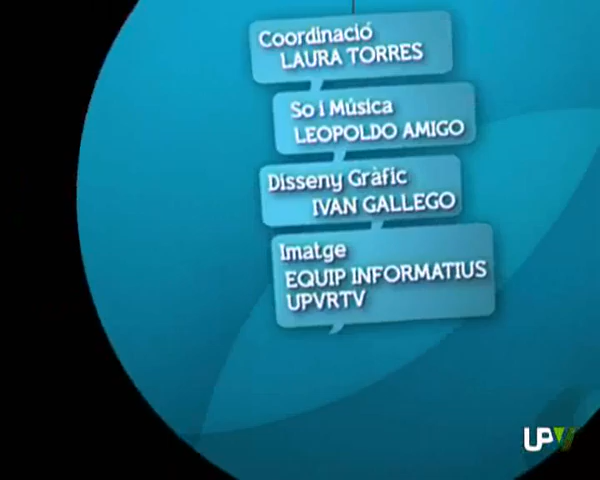 Coordinació
LAURA TORRES
So i Música
LEOPOLDO AMIGO
Disseny Gràfic
IVAN GALLEGO
Imatge
EQUIP INFORMATIUS
UPVRTV
UPV